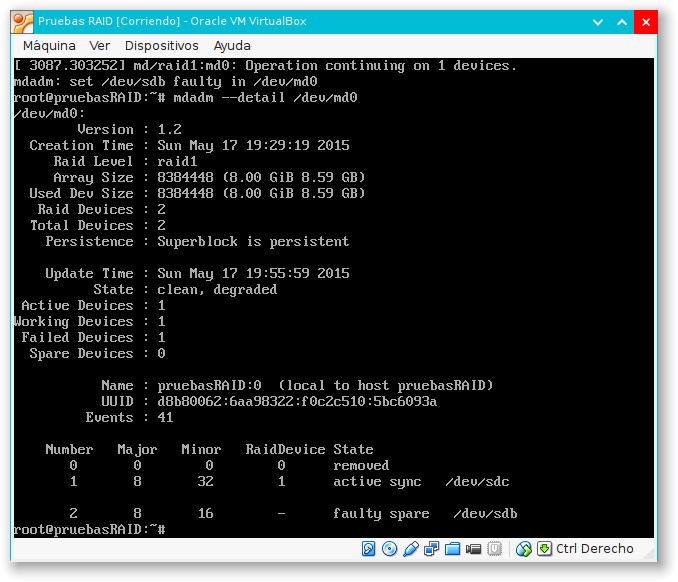 Pruebas RAID [Corriendo] - Oracle VM VirtualBox
Máquina Ver Dispositivos Ayuda
[ 3087.303252] md/raid1:md0: Operation continuing on 1 devices.
mdadm: set /dev/sdb faulty in /dev/md0
root@pruebasRAID:~# mdadm --detail /dev/md0
/dev/md0:
Version : 1.2
Creation Time : Sun May 17 19:29:19 2015
Raid Level : raid1
Array Size : 8384448 (8.00 GiB 8.59 GB)
Used Dev Size : 8384448 (8.00 GiB 8.59 GB)
Raid Devices : 2
Total Devices : 2
Persistence : Superblock is persistent
Update Time : Sun May 17 19:55:59 2015
State : clean, degraded
Active Devices : 1
Working Devices : 1
Failed Devices : 1
Spare Devices : 0
Name : pruebasRAID:0 (local to host pruebasRAID)
UUID : d8b80062:6aa98322:f0c2c510:5bc6093a
Events : 41
Number Major Minor RaidDevice State
0 0 0 0 removed
1 8 32 1 active sync /dev/sdc
2 8 16 - faulty spare /dev/sdb
root@pruebasRAID:~#
Ctrl Derecho